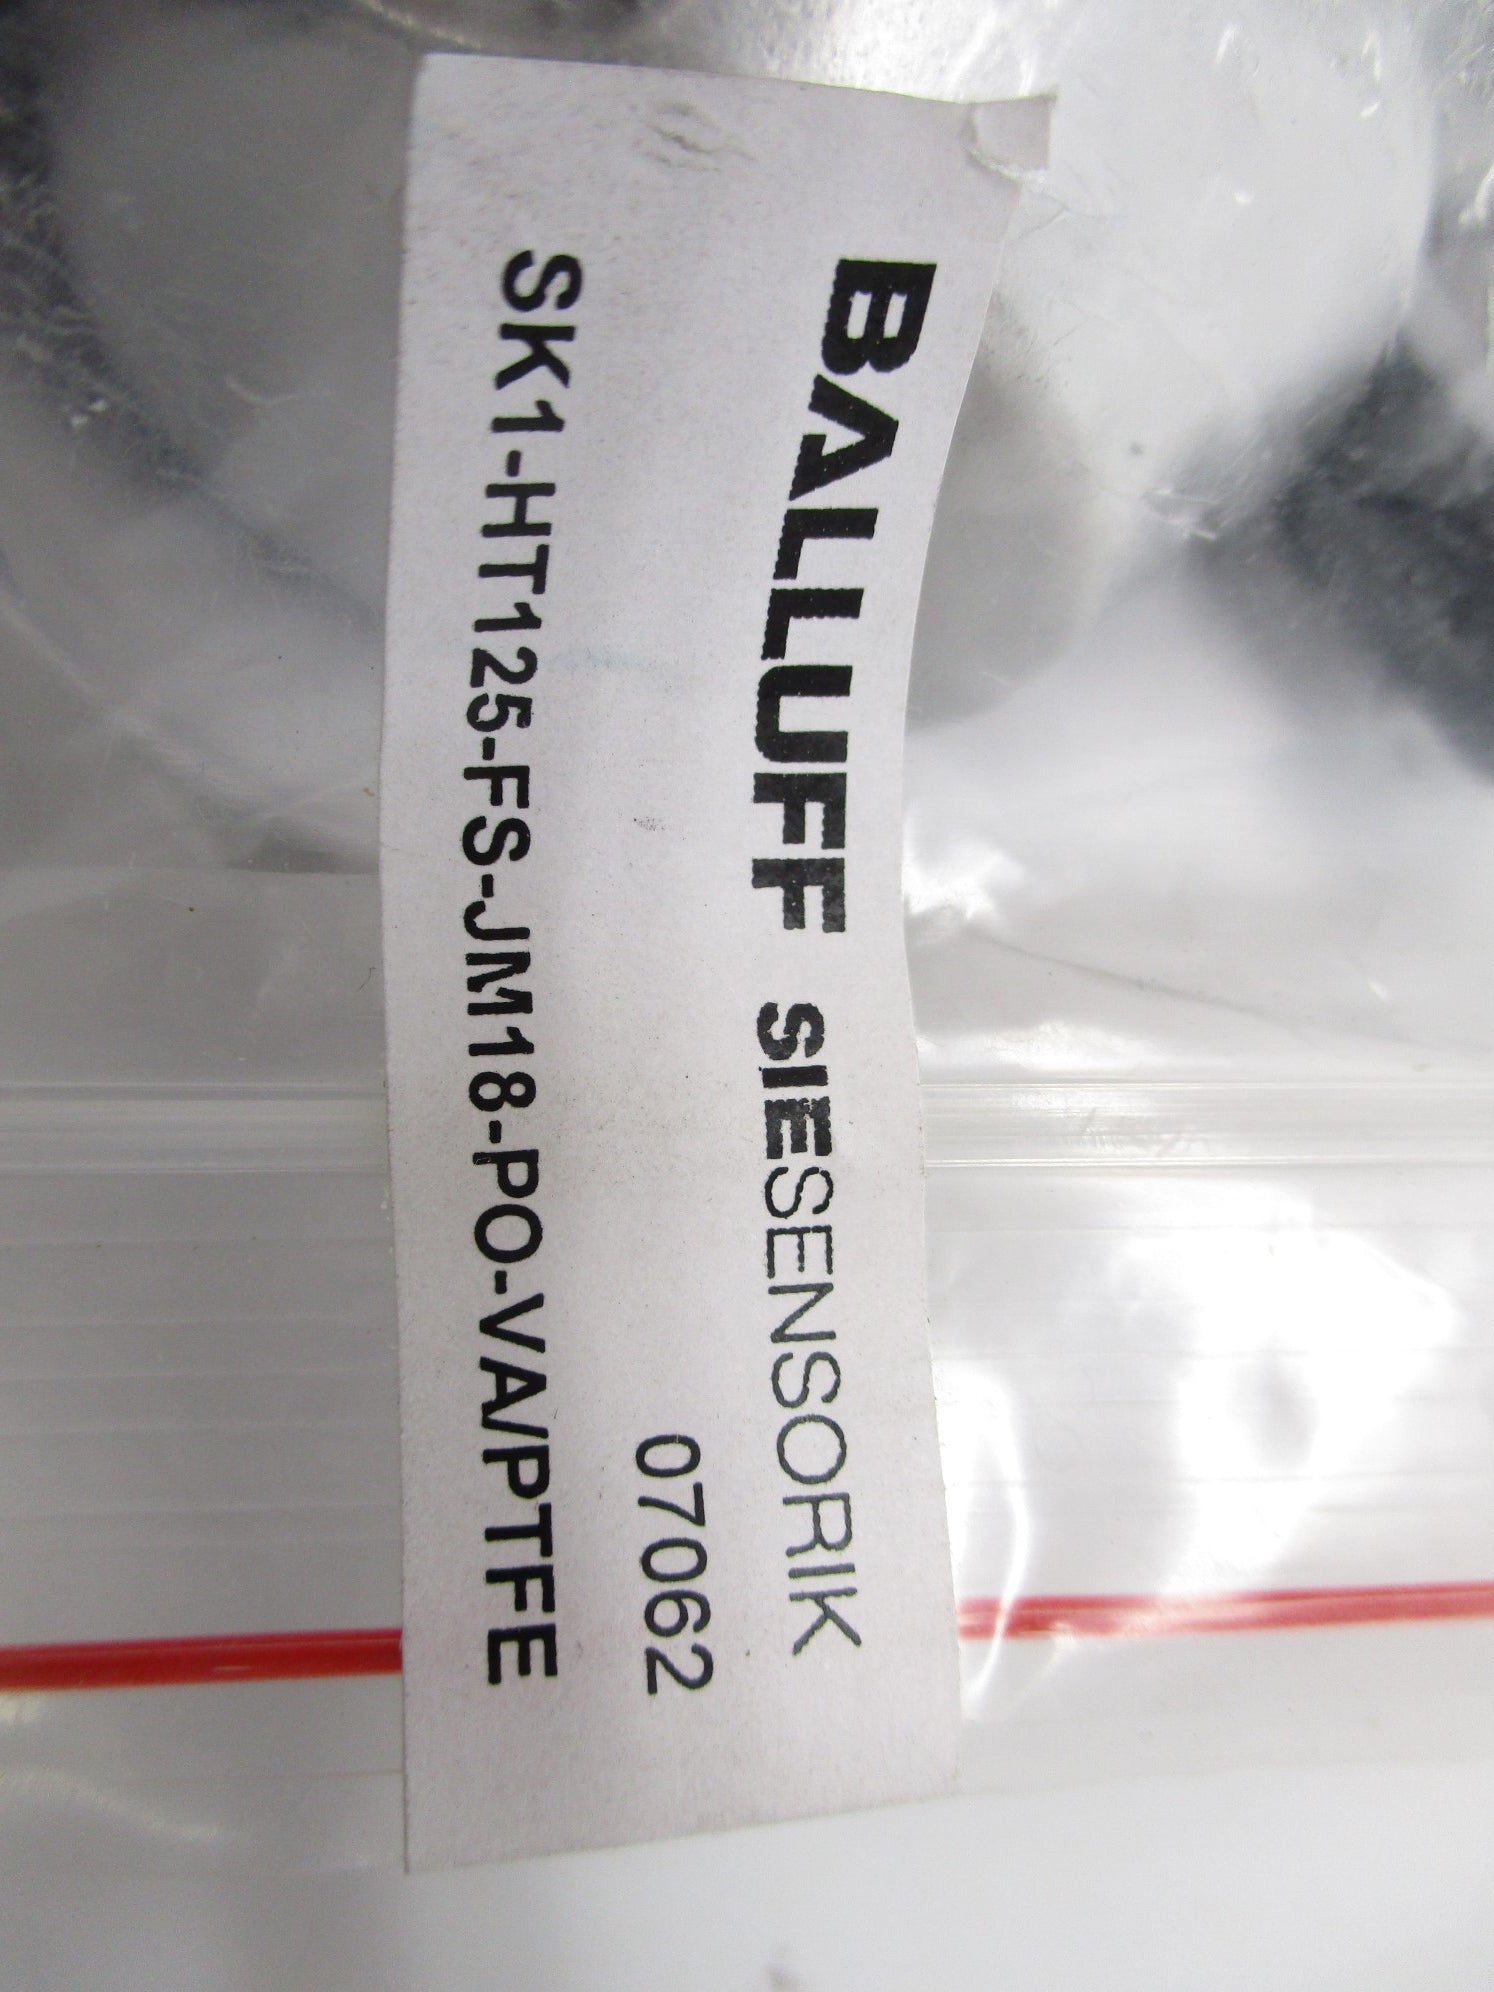 BALLUFF SIESENSORIK
07062
SK1-HT125-FS-JM18-PO-VA/PTFE